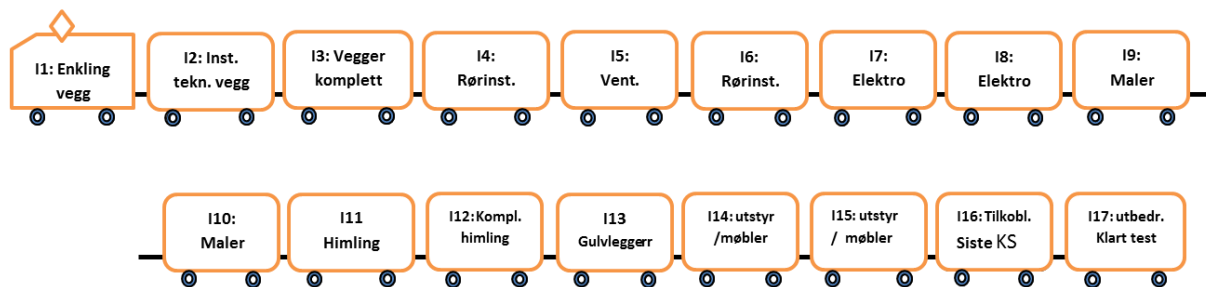 I1: Enkling
vegg
I2: Inst.
tekn. vegg
I3: Vegger
komplett
I4:
Rørinst.
I5:
Vent.
I6:
Rørinst.
I7:
Elektro
I8:
Elektro
I9:
Maler
I10:
Maler
I11
Himling
I12:Kompl.
himling
I13
Gulvleggerr
I14: utstyr
/møbler
I15: utstyr
/ møbler
I16: Tilkobl.
Siste KS
I17: utbedr.
Klart test